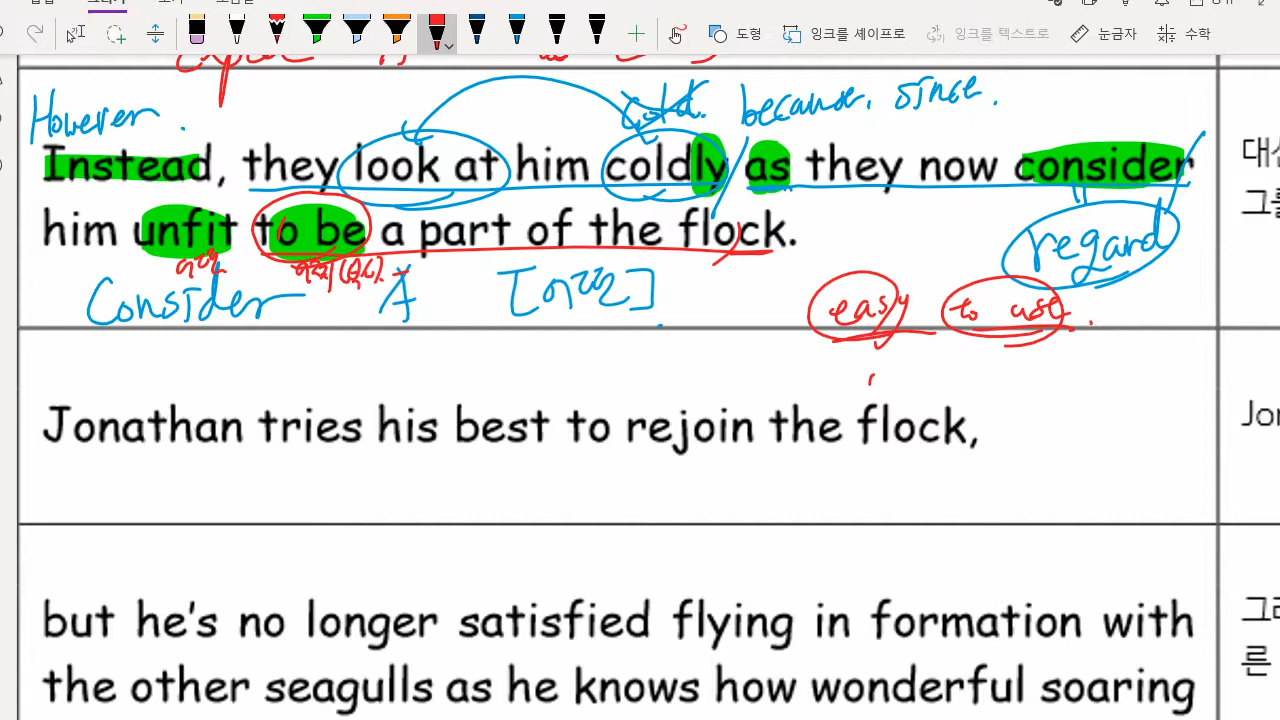 도형 잉크를 셰이프로 잉크를 텍스트로 눈금자 수학
However. cold. because. since.
Instead, they look at him coldly as they now consider
him unfit to be a part of the flock.
regard
Consider A
easy to use.
Jonathan tries his best to rejoin the flock,
but he's no longer satisfied flying in formation with
the other seagulls as he knows how wonderful soaring
그를
Jon
른